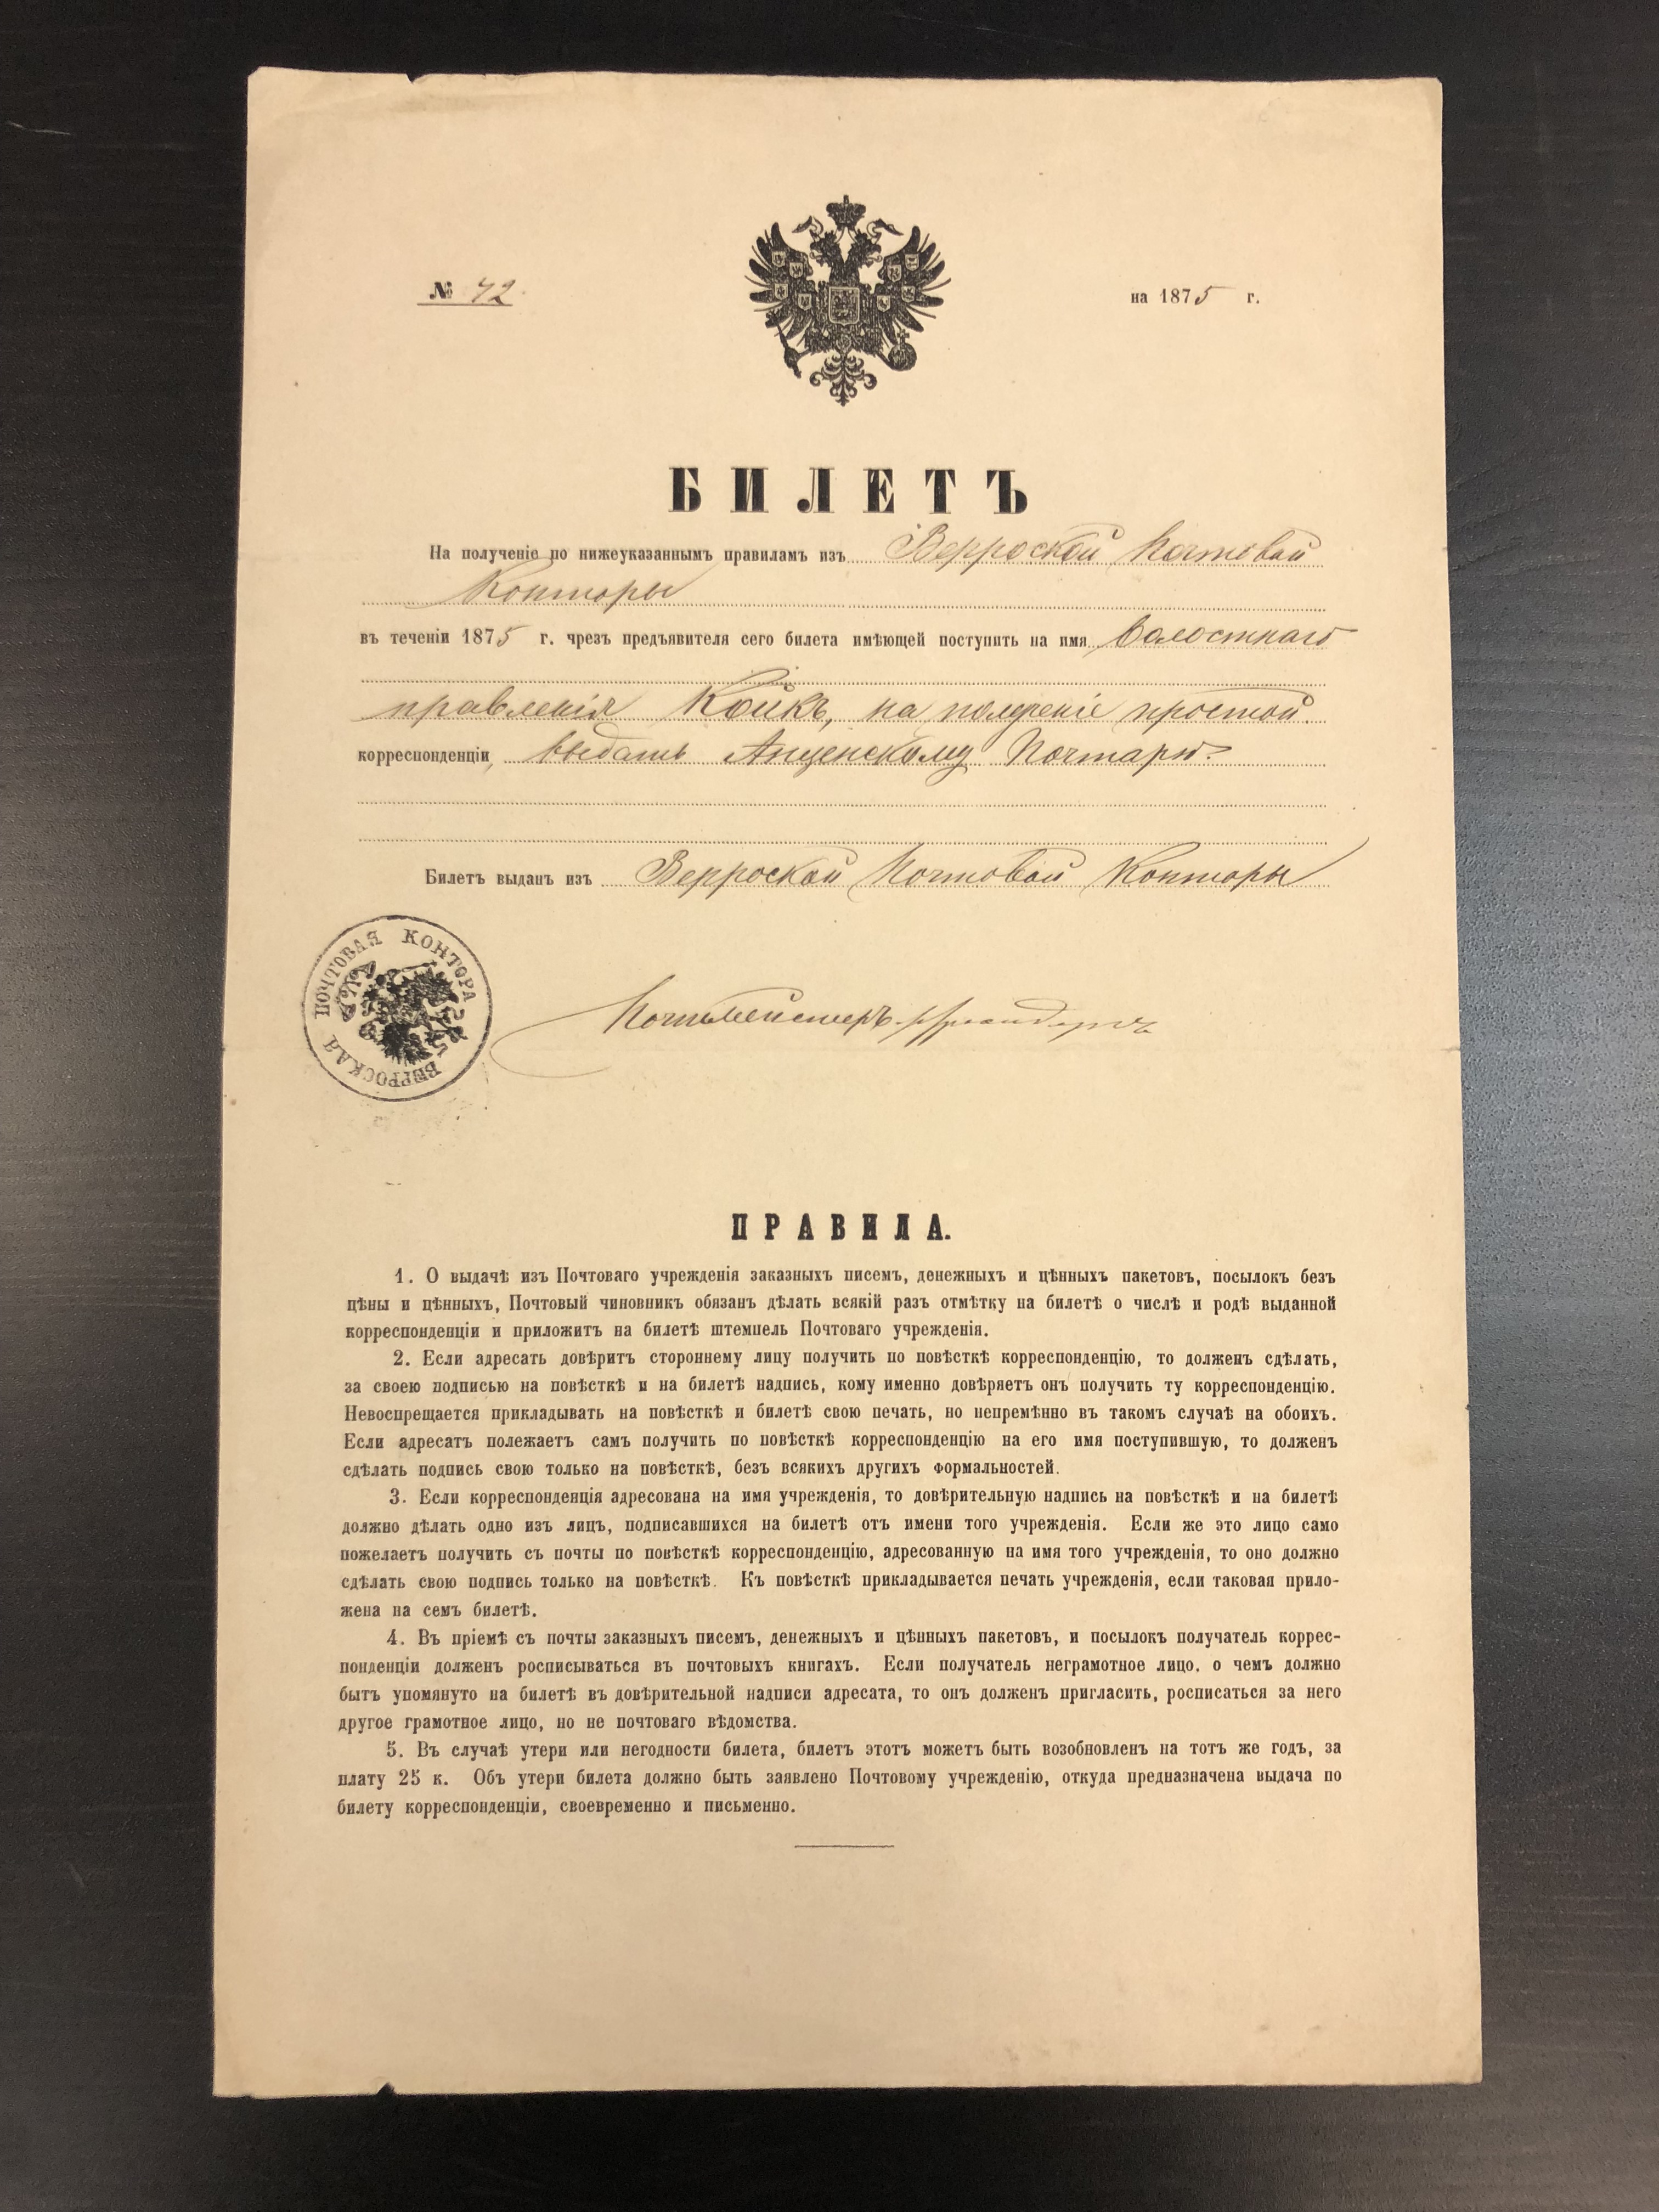 № 42
на 1875 г.
БИЛЕТЪ
На полученіе по нижеуказаннымъ правиламъ изъ Верроской Почтовой
Конторы
въ теченіи 1875 г. чрезъ предъявителя сего билета имѣющей поступить на имя Волостнаго
правленія Койкъ, на полученіе простой
корреспонденціи, выдать Анценскому Почтарю.
Билетъ выданъ изъ Верроской Почтовой Конторы
ВЕРРОСКАЯ ПОЧТОВАЯ КОНТОРА
Почтмейстеръ
ПРАВИЛА.
1. О выдачѣ изъ Почтоваго учрежденія заказныхъ писемъ, денежныхъ и цѣнныхъ пакетовъ, посылокъ безъ
цѣны и цѣнныхъ, Почтовый чиновникъ обязанъ дѣлать всякій разъ отмѣтку на билетѣ о числѣ и родѣ выданной
корреспонденціи и приложитъ на билетѣ штемпель Почтоваго учрежденія.
2. Если адресать довѣритъ стороннему лицу получить по повѣсткѣ корреспонденцію, то долженъ сдѣлать,
за своею подписью на повѣсткѣ и на билетѣ надпись, кому именно довѣряетъ онъ получить ту корреспонденцію.
Невоспрещается прикладывать на повѣсткѣ и билетѣ свою печать, но непремѣнно въ такомъ случаѣ на обоихъ.
Если адресатъ полежаетъ самъ получить по повѣсткѣ корреспонденцію на его имя поступившую, то долженъ
сдѣлать подпись свою только на повѣсткѣ, безъ всякихъ другихъ формальностей.
3. Если корреспонденція адресована на имя учрежденія, то довѣрительную надпись на повѣсткѣ и на билетѣ
должно дѣлать одно изъ лицъ, подписавшихся на билетѣ отъ имени того учрежденія. Если же это лицо само
пожелаетъ получить съ почты по повѣсткѣ корреспонденцію, адресованную на имя того учрежденія, то оно должно
сдѣлать свою подпись только на повѣсткѣ. Къ повѣсткѣ прикладывается печать учрежденія, если таковая прило-
жена на семъ билетѣ.
4. Въ пріемѣ съ почты заказныхъ писемъ, денежныхъ и цѣнныхъ пакетовъ, и посылокъ получатель коррес-
понденціи долженъ росписываться въ почтовыхъ книгахъ. Если получатель неграмотное лицо. о чемъ должно
бытъ упомянуто на билетѣ въ довѣрительной надписи адресата, то онъ долженъ пригласить, росписаться за него
другое грамотное лицо, но не почтоваго вѣдомства.
5. Въ случаѣ утери или негодности билета, билетъ этотъ можетъ быть возобновленъ на тотъ же годъ, за
плату 25 к. Объ утери билета должно быть заявлено Почтовому учрежденію, откуда предназначена выдача по
билету корреспонденціи, своевременно и письменно.